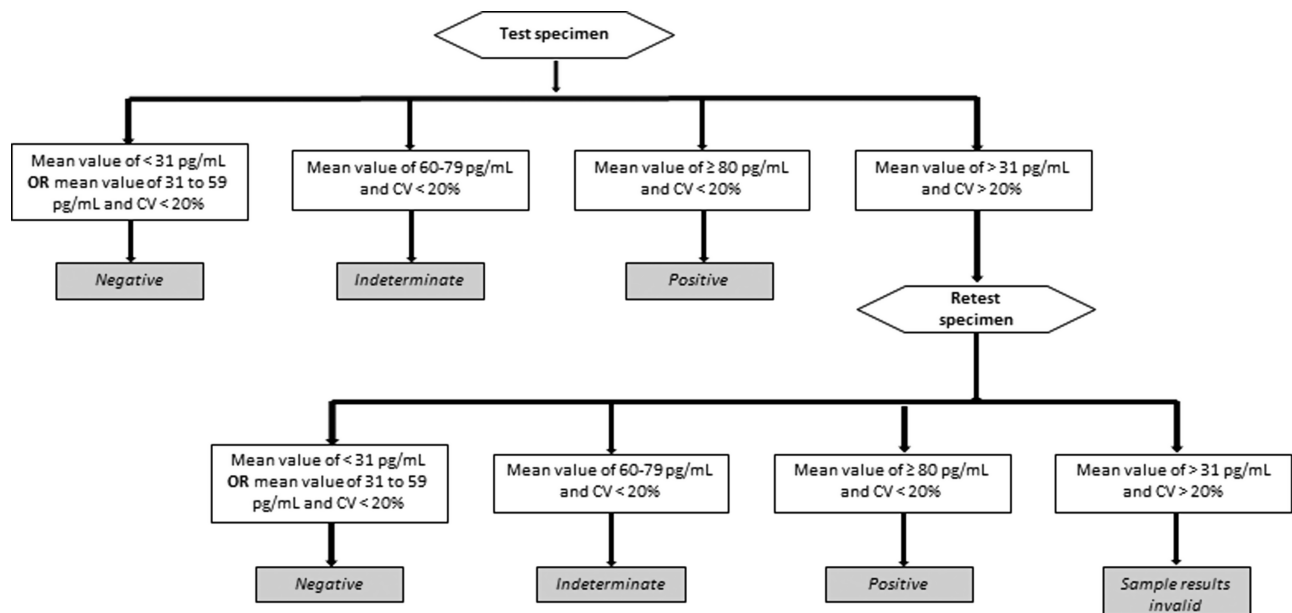 Test specimen
Mean value of < 31 pg/mL
OR mean value of 31 to 59
pg/mL and CV < 20%
Mean value of 60-79 pg/mL
and CV < 20%
Mean value of ≥ 80 pg/mL
and CV < 20%
Mean value of > 31 pg/mL
and CV > 20%
Negative
Indeterminate
Positive
Retest
specimen
Mean value of < 31 pg/mL
OR mean value of 31 to 59
pg/mL and CV < 20%
Mean value of 60-79 pg/mL
and CV < 20%
Mean value of ≥ 80 pg/mL
and CV < 20%
Mean value of > 31 pg/mL
and CV > 20%
Negative
Indeterminate
Positive
Sample results
invalid